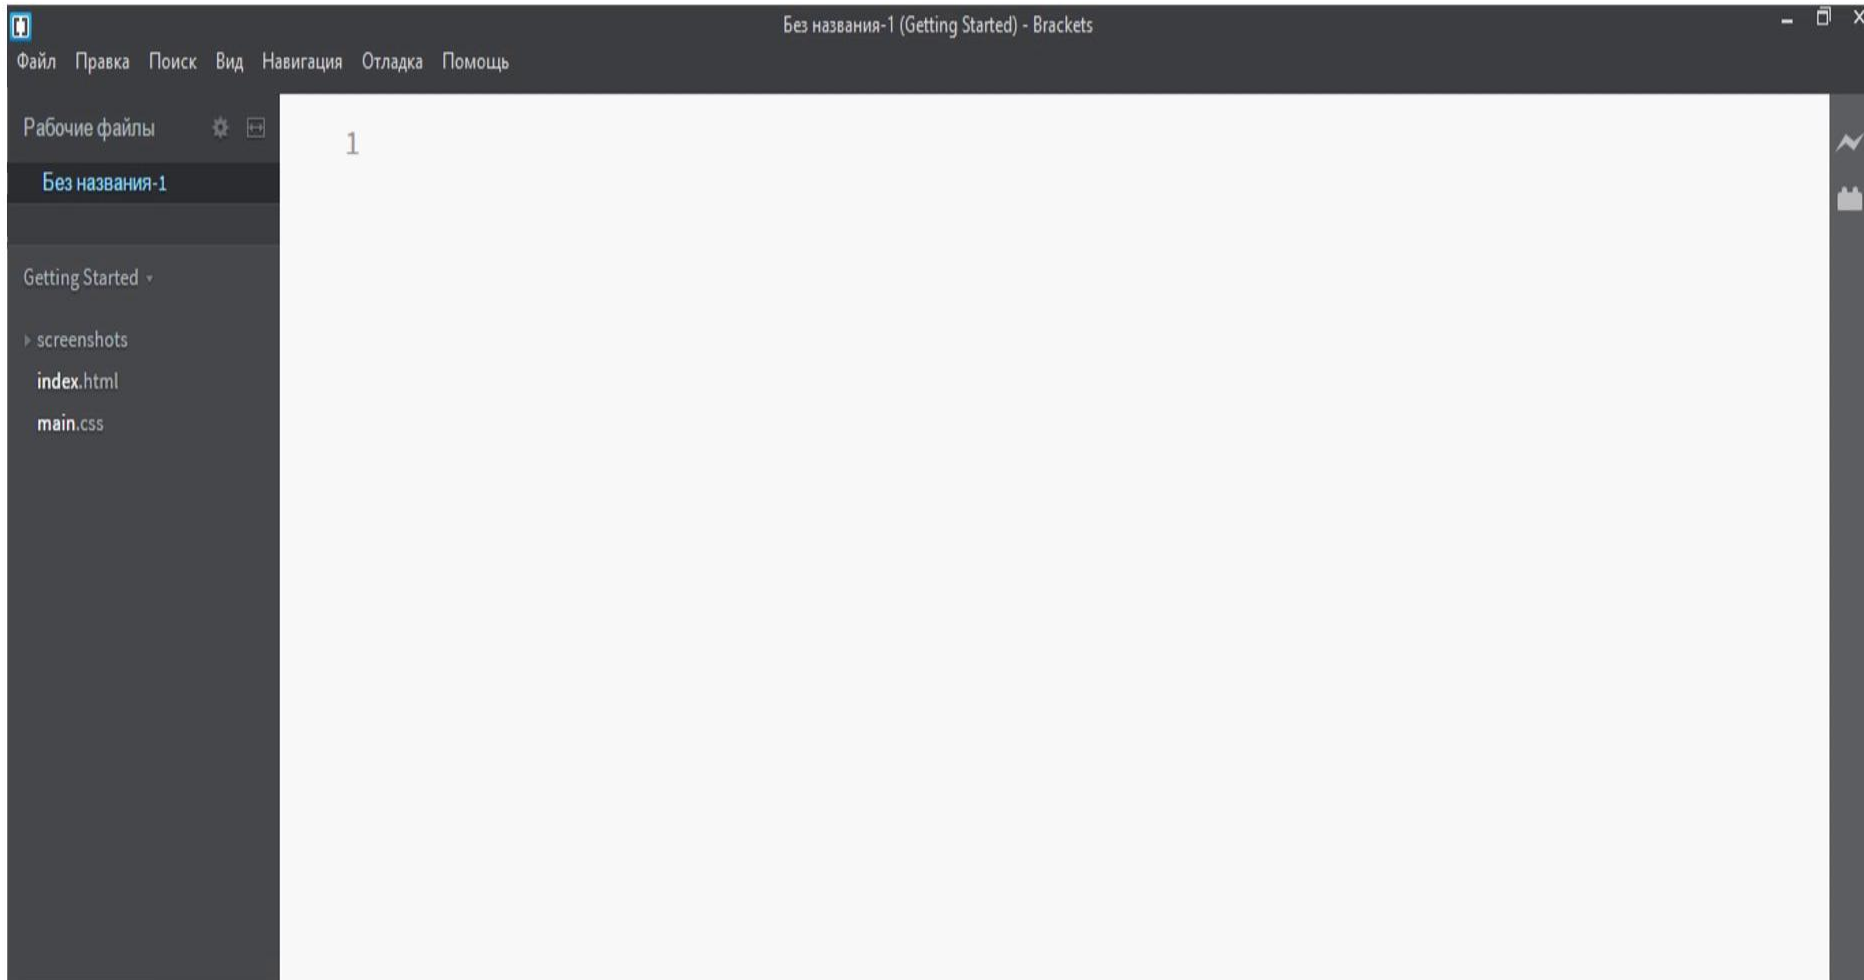 Без названия-1 (Getting Started) - Brackets
Файл Правка Поиск Вид Навигация Отладка Помощь
Рабочие файлы
Без названия-1
Getting Started
screenshots
index.html
main.css
1